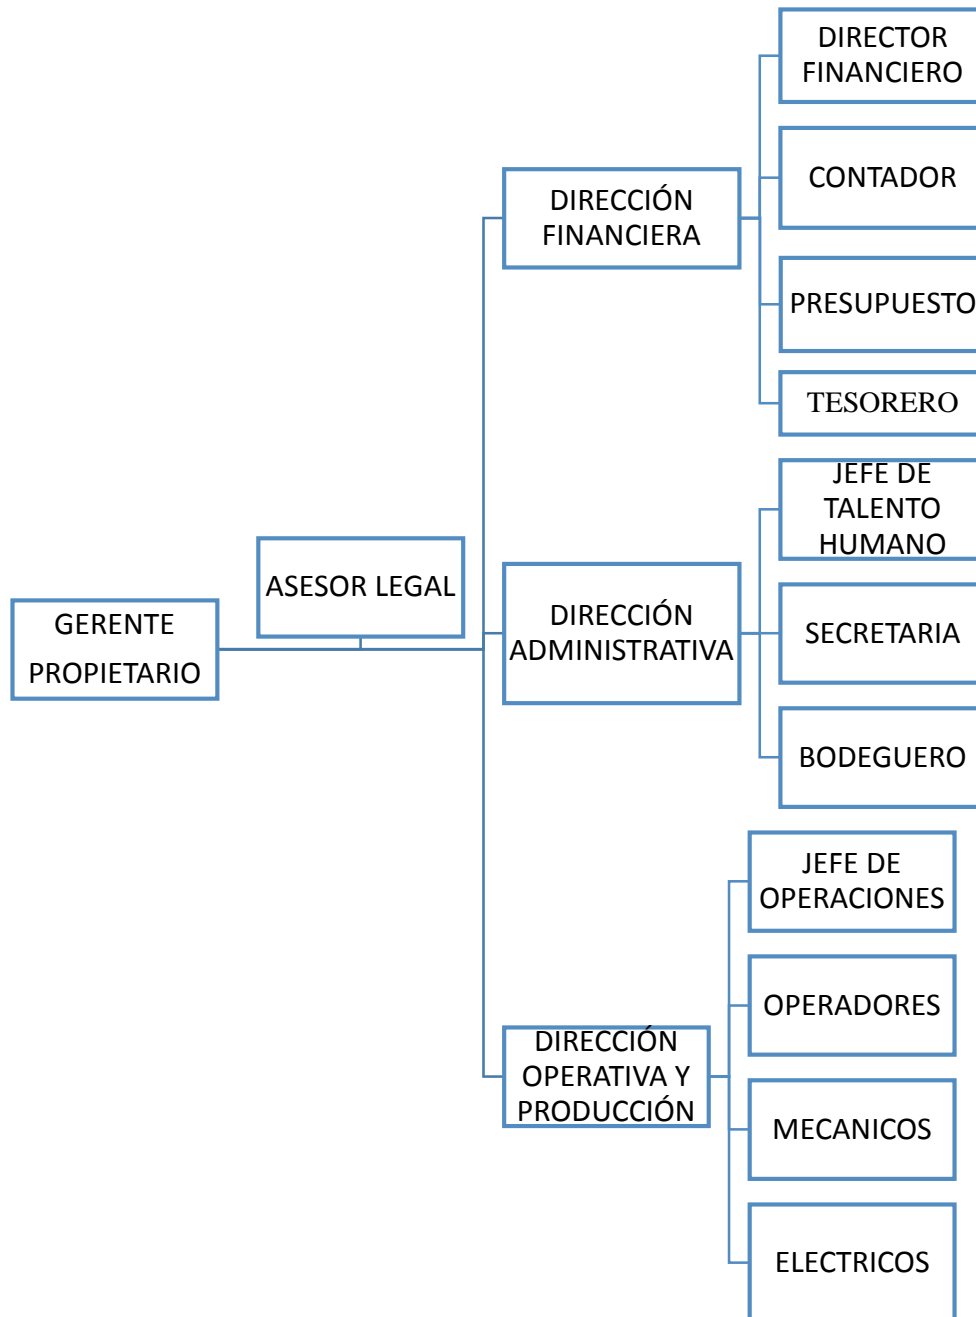 DIRECTOR
FINANCIERO
CONTADOR
DIRECCIÓN
FINANCIERA
PRESUPUESTO
TESORERO
JEFE DE
TALENTO
HUMANO
ASESOR LEGAL
GERENTE
PROPIETARIO
DIRECCIÓN
ADMINISTRATIVA
SECRETARIA
BODEGUERO
JEFE DE
OPERACIONES
OPERADORES
DIRECCIÓN
OPERATIVA Y
PRODUCCIÓN
MECANICOS
ELECTRICOS